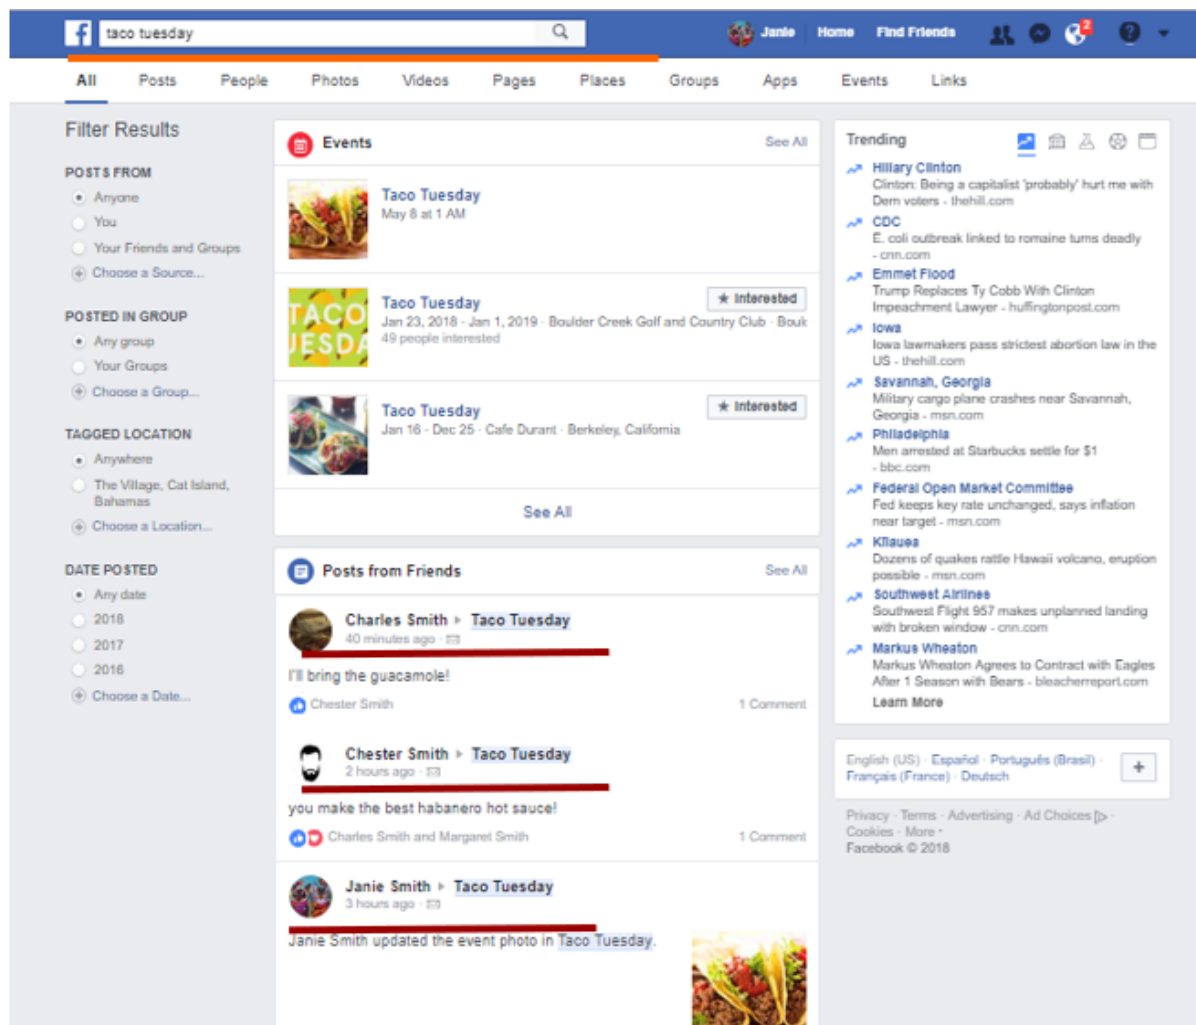 f taco tuesday Janie Home Find Friends 2 ?
All Posts People Photos Videos Pages Places Groups Apps Events Links
Filter Results
POSTS FROM
Anyone
You
Your Friends and Groups
Choose a Source...
POSTED IN GROUP
Any group
Your Groups
Choose a Group...
TAGGED LOCATION
Anywhere
The Village, Cat Island,
Bahamas
Choose a Location...
DATE POSTED
Any date
2018
2017
2016
Choose a Date...
Events See All
Taco Tuesday
May 8 at 1 AM
TACO
UESDA
Taco Tuesday
★ Interested
Jan 23, 2018 - Jan 1, 2019 · Boulder Creek Golf and Country Club · Bouk
49 people interested
Taco Tuesday
★ Interested
Jan 16 - Dec 25 · Cafe Durant · Berkeley, California
See All
Posts from Friends See All
Charles Smith ▸ Taco Tuesday
40 minutes ago ·
I'll bring the guacamole!
Chester Smith 1 Comment
Chester Smith ▸ Taco Tuesday
2 hours ago ·
you make the best habanero hot sauce!
Charles Smith and Margaret Smith 1 Comment
Janie Smith ▸ Taco Tuesday
3 hours ago ·
Janie Smith updated the event photo in Taco Tuesday.
Trending
Hillary Clinton
Clinton: Being a capitalist 'probably' hurt me with
Dem voters - thehill.com
CDC
E. coli outbreak linked to romaine turns deadly
- cnn.com
Emmet Flood
Trump Replaces Ty Cobb With Clinton
Impeachment Lawyer - huffingtonpost.com
Iowa
Iowa lawmakers pass strictest abortion law in the
US - thehill.com
Savannah, Georgia
Military cargo plane crashes near Savannah,
Georgia - msn.com
Philadelphia
Men arrested at Starbucks settle for $1
- bbc.com
Federal Open Market Committee
Fed keeps key rate unchanged, says inflation
near target - msn.com
Kilauea
Dozens of quakes rattle Hawaii volcano, eruption
possible - msn.com
Southwest Airlines
Southwest Flight 957 makes unplanned landing
with broken window - cnn.com
Markus Wheaton
Markus Wheaton Agrees to Contract with Eagles
After 1 Season with Bears - bleacherreport.com
Learn More
English (US) · Español · Português (Brasil) ·
Français (France) · Deutsch
+
Privacy · Terms · Advertising · Ad Choices ·
Cookies · More
Facebook © 2018